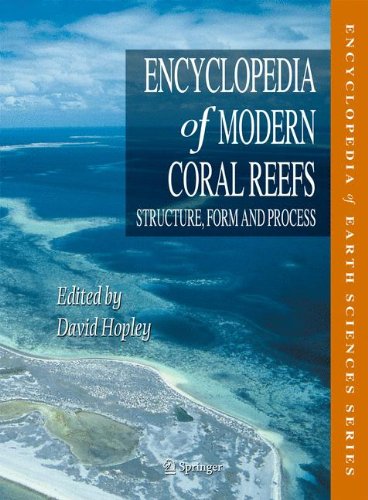 ENCYCLOPEDIA
of MODERN
CORAL REEFS
STRUCTURE, FORM AND PROCESS
Edited by
David Hopley
Springer
ENCYCLOPEDIA of EARTH SCIENCES SERIES